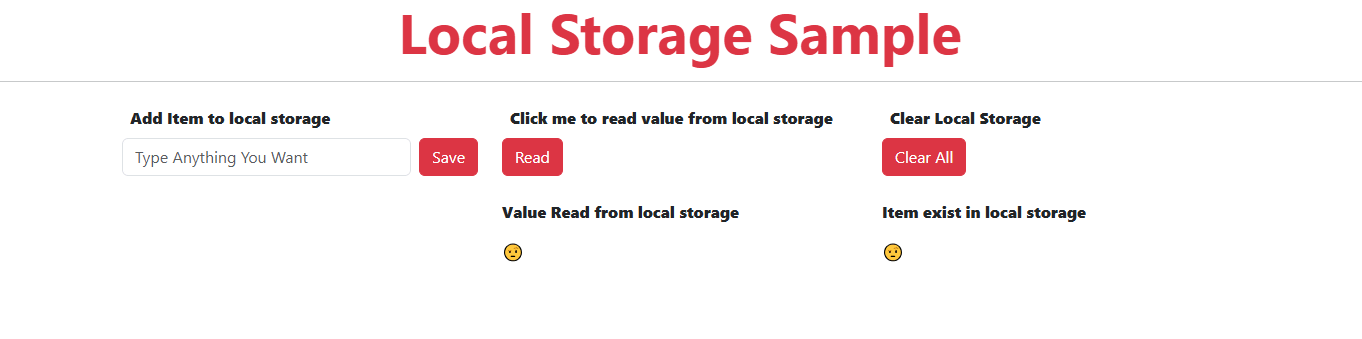 Local Storage Sample
Add Item to local storage
Type Anything You Want
Save
Click me to read value from local storage
Read
Value Read from local storage
Clear Local Storage
Clear All
Item exist in local storage